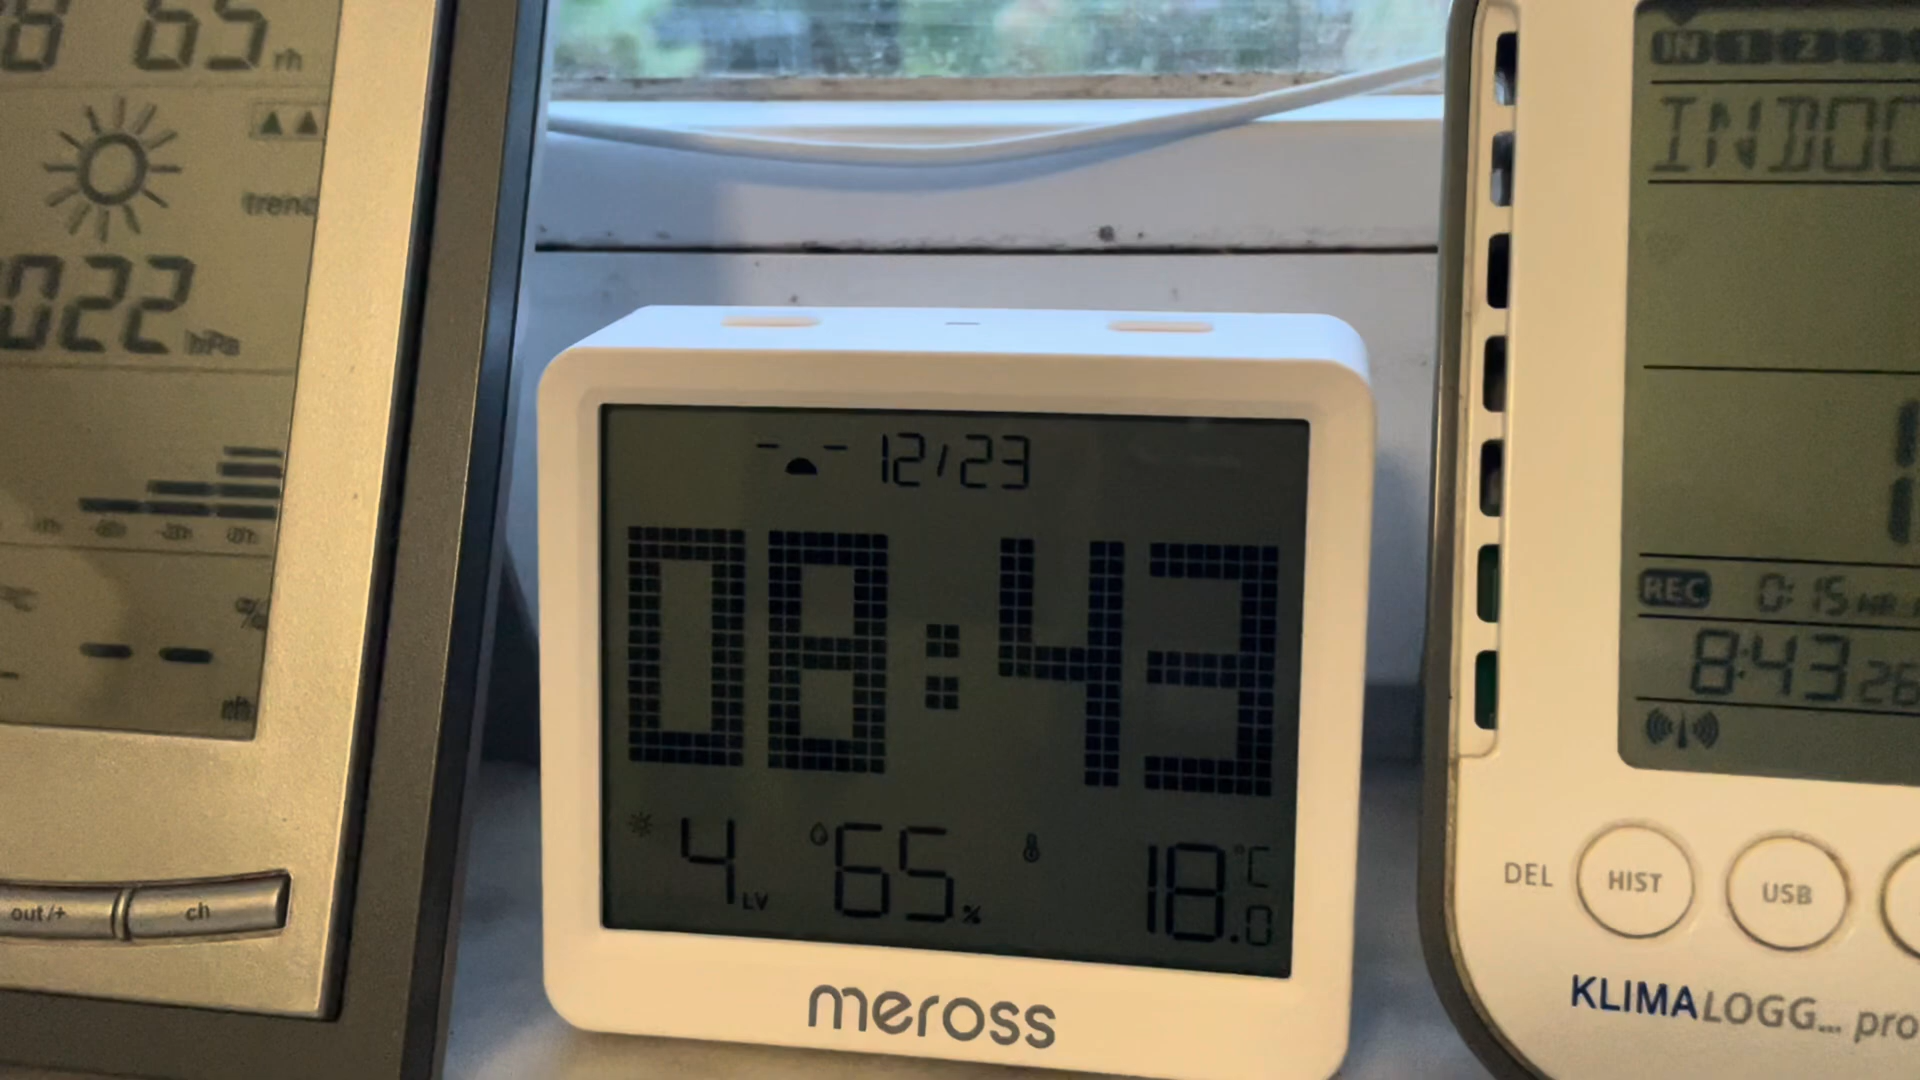 65 rh
trend
022 hPa
%
out/+
ch
12/23
08:43
4 LV
65 %
18.0 °C
meross
IN 1 2 3
INDOO
REC 0:15
8:43 26
DEL
HIST
USB
KLIMALOGG... pro